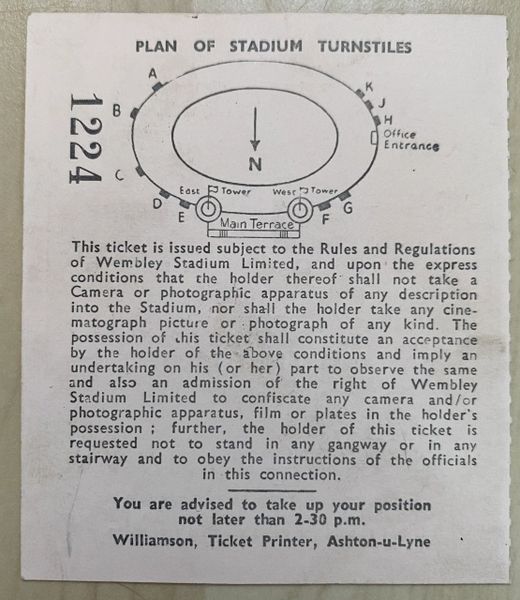 PLAN OF STADIUM TURNSTILES
A
B
C
D
E
K
J
H
Office
Entrance
G
F
N
East Tower
West Tower
Main Terrace
1224
This ticket is issued subject to the Rules and Regulations
of Wembley Stadium Limited, and upon the express
conditions that the holder thereof shall not take a
Camera or photographic apparatus of any description
into the Stadium, nor shall the holder take any cine-
matograph picture or photograph of any kind. The
possession of this ticket shall constitute an acceptance
by the holder of the above conditions and imply an
undertaking on his (or her) part to observe the same
and also an admission of the right of Wembley
Stadium Limited to confiscate any camera and/or
photographic apparatus, film or plates in the holder's
possession ; further, the holder of this ticket is
requested not to stand in any gangway or in any
stairway and to obey the instructions of the officials
in this connection.
You are advised to take up your position
not later than 2-30 p.m.
Williamson, Ticket Printer, Ashton-u-Lyne